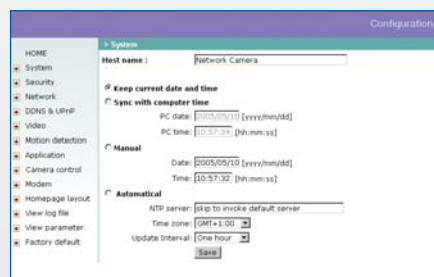 Configuration
HOME
System
Security
Network
DDNS & UPnP
Video
Motion detection
Application
Camera control
Modem
Homepage layout
View log file
View parameter
Factory default
> System
Host name : Network Camera
Keep current date and time
Sync with computer time
PC date: 2005/05/10 [yyyy/mm/dd]
PC time: 10:57:34 [hh:mm:ss]
Manual
Date: 2005/05/10 [yyyy/mm/dd]
Time: 10:57:32 [hh:mm:ss]
Automatical
NTP server: skip to invoke default server
Time zone: GMT+1:00
Update Interval: One hour
Save